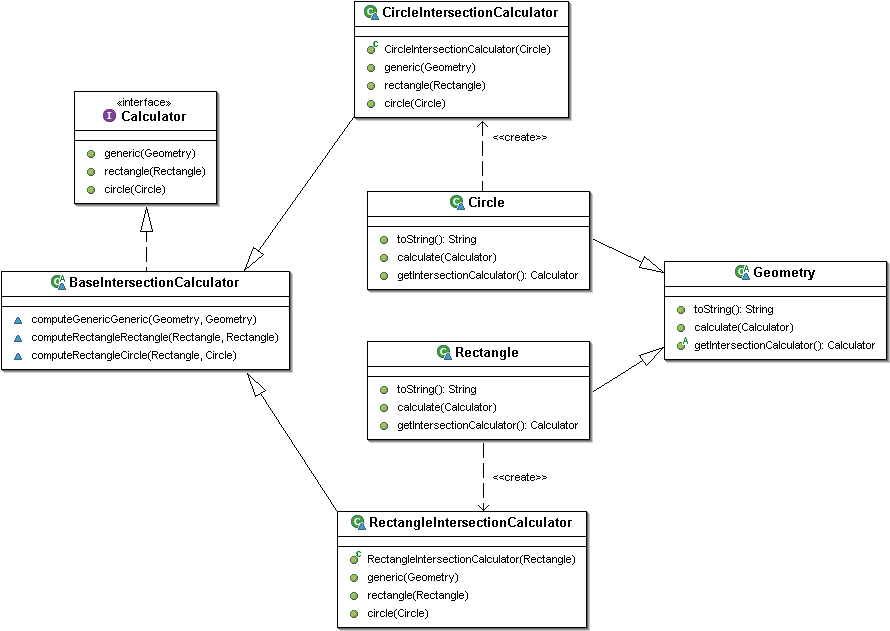 CircleIntersectionCalculator
CircleIntersectionCalculator(Circle)
generic(Geometry)
rectangle(Rectangle)
circle(Circle)
«interface»
Calculator
generic(Geometry)
rectangle(Rectangle)
circle(Circle)
<<create>>
Circle
toString(): String
calculate(Calculator)
getIntersectionCalculator(): Calculator
BaseIntersectionCalculator
computeGenericGeneric(Geometry, Geometry)
computeRectangleRectangle(Rectangle, Rectangle)
computeRectangleCircle(Rectangle, Circle)
Geometry
toString(): String
calculate(Calculator)
getIntersectionCalculator(): Calculator
Rectangle
toString(): String
calculate(Calculator)
getIntersectionCalculator(): Calculator
<<create>>
RectangleIntersectionCalculator
RectangleIntersectionCalculator(Rectangle)
generic(Geometry)
rectangle(Rectangle)
circle(Circle)